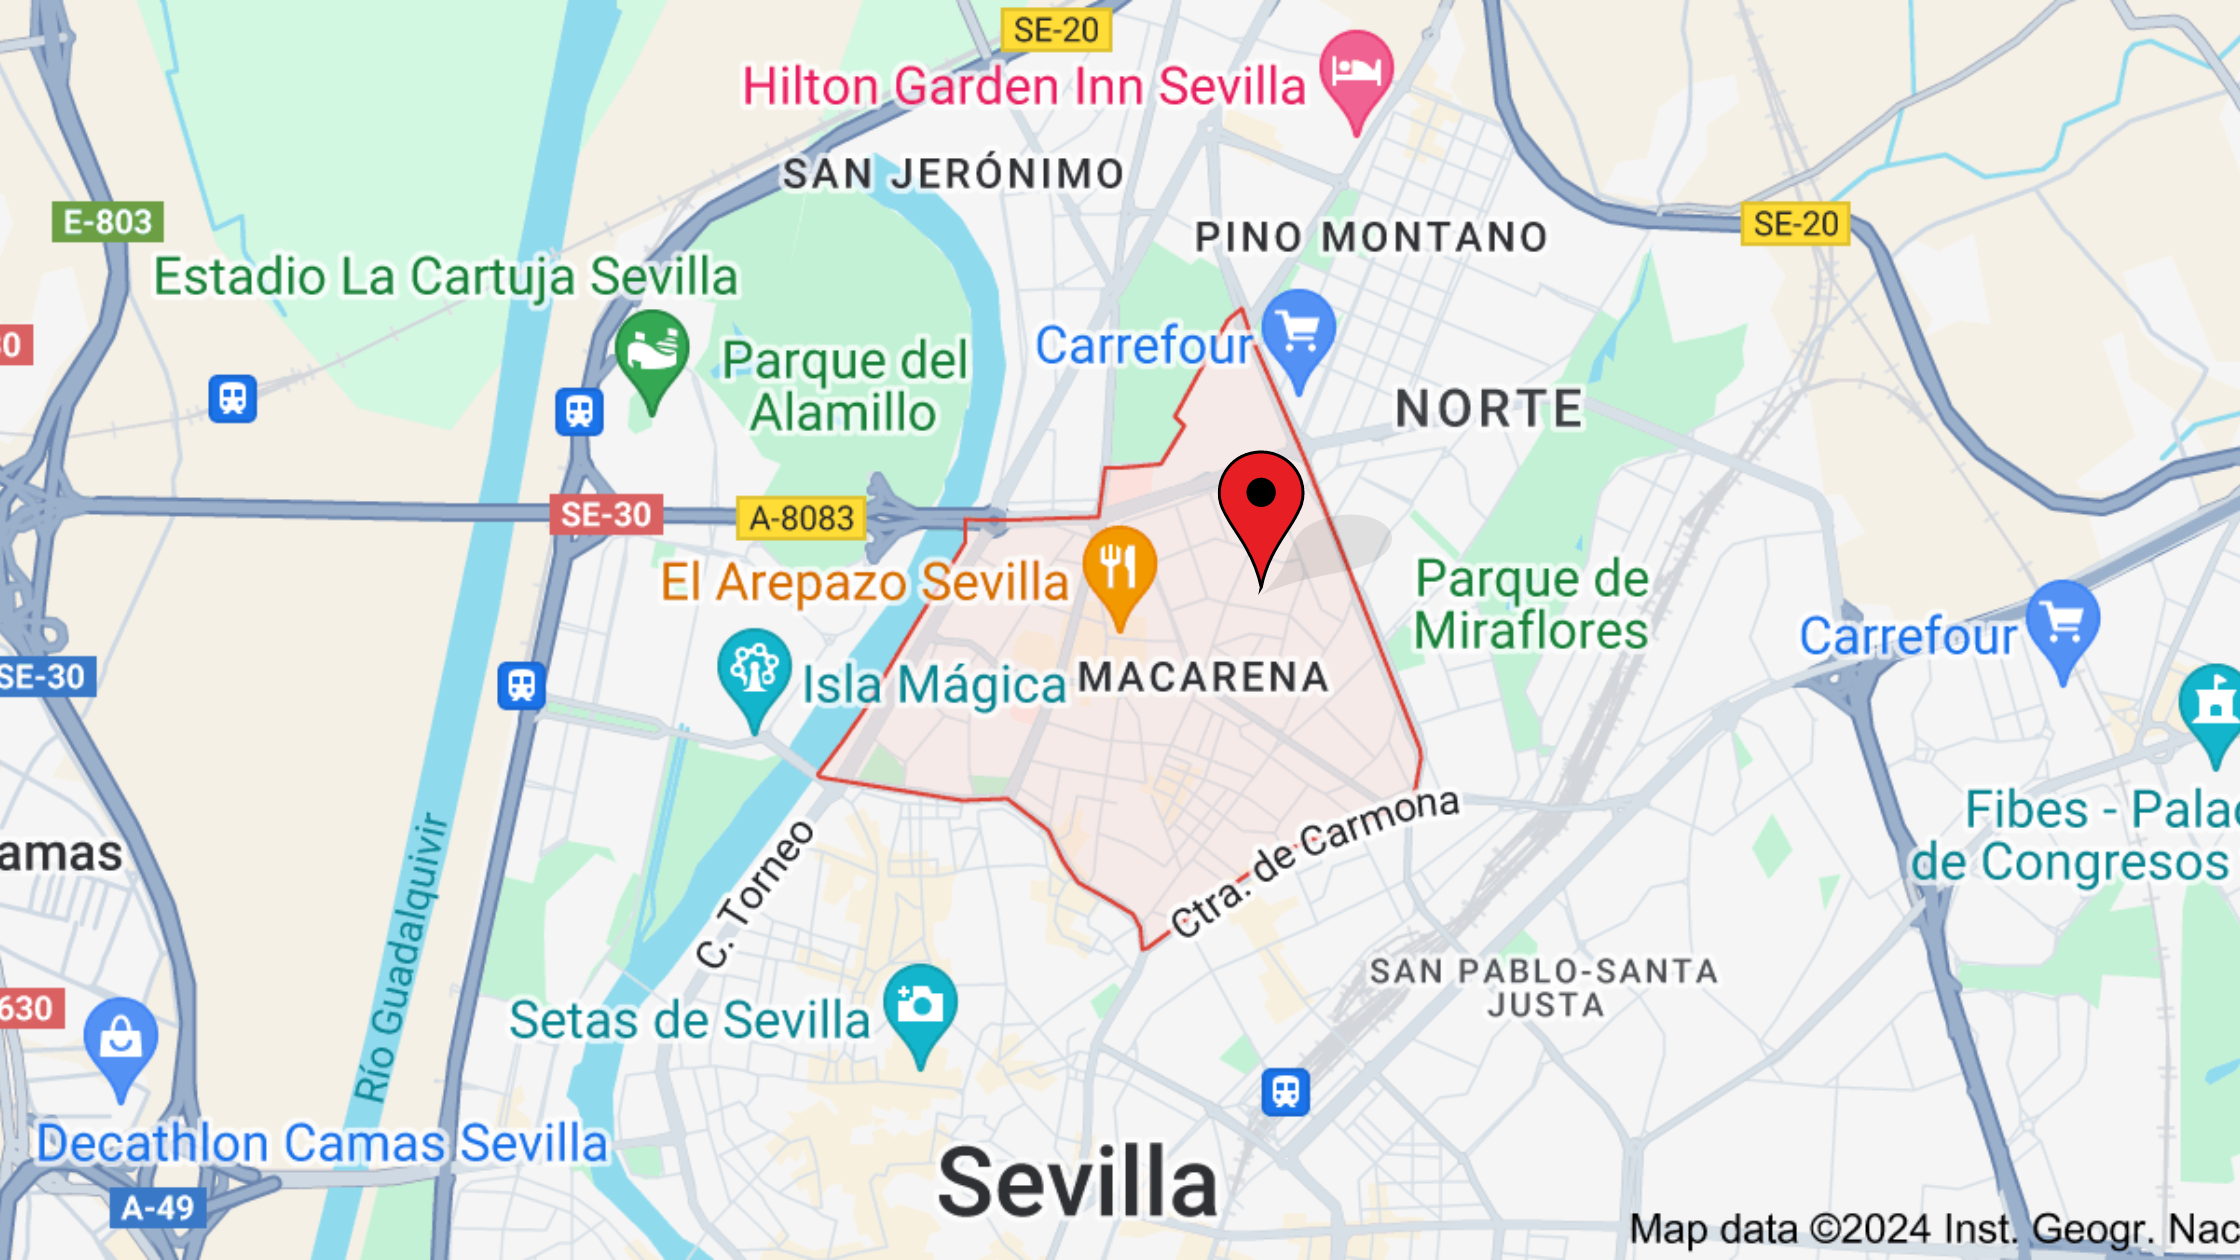 SE-20
Hilton Garden Inn Sevilla
SAN JERÓNIMO
E-803
PINO MONTANO
SE-20
Estadio La Cartuja Sevilla
30
Carrefour
Parque del
Alamillo
NORTE
SE-30
A-8083
El Arepazo Sevilla
Parque de
Miraflores
Carrefour
SE-30
Isla Mágica
MACARENA
Fibes - Palac
de Congresos
Ctra. de Carmona
amas
C. Torneo
Río Guadalquivir
SAN PABLO-SANTA
JUSTA
630
Setas de Sevilla
Decathlon Camas Sevilla
Sevilla
A-49
Map data ©2024 Inst. Geogr. Nac